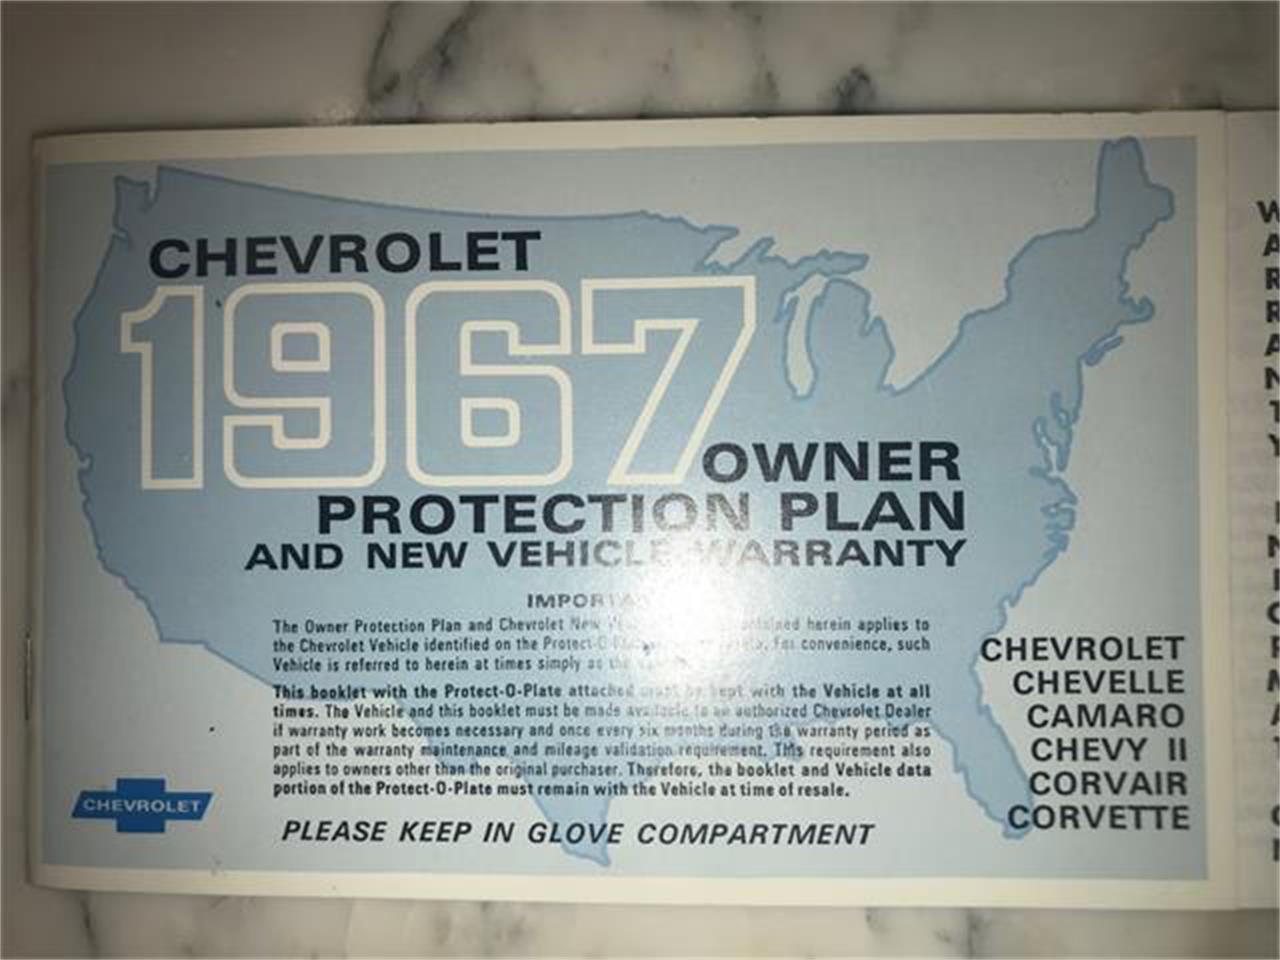 CHEVROLET
1967
OWNER
PROTECTION PLAN
AND NEW VEHICLE WARRANTY
The Owner Protection Plan and Chevrolet New herein applies to
the Chevrolet Vehicle identified on the Protect-O For convenience, such
Vehicle is referred to herein at times simply as the
This booklet with the Protect-O-Plate attached must be kept with the Vehicle at all
times. The Vehicle and this booklet must be made available to an authorized Chevrolet Dealer
if warranty work becomes necessary and once every six months during the warranty period as
part of the warranty maintenance and mileage validation requirement. This requirement also
applies to owners other than the original purchaser. Therefore, the booklet and Vehicle data
portion of the Protect-O-Plate must remain with the Vehicle at time of resale.
PLEASE KEEP IN GLOVE COMPARTMENT
CHEVROLET
CHEVROLET
CHEVELLE
CAMARO
CHEVY II
CORVAIR
CORVETTE
W
A
R
R
A
N
T
Y